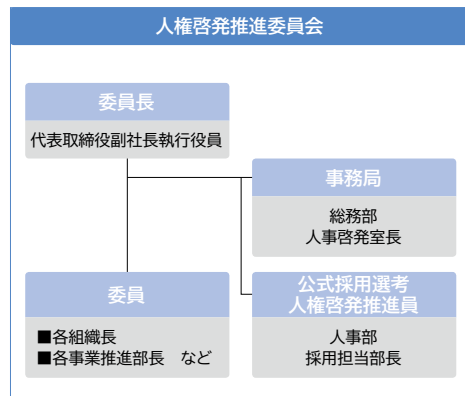 人権啓発推進委員会
委員長
代表取締役副社長執行役員
事務局
総務部
人事啓発室長
委員
■各組織長
■各事業推進部長 など
公式採用選考
人権啓発推進員
人事部
採用担当部長